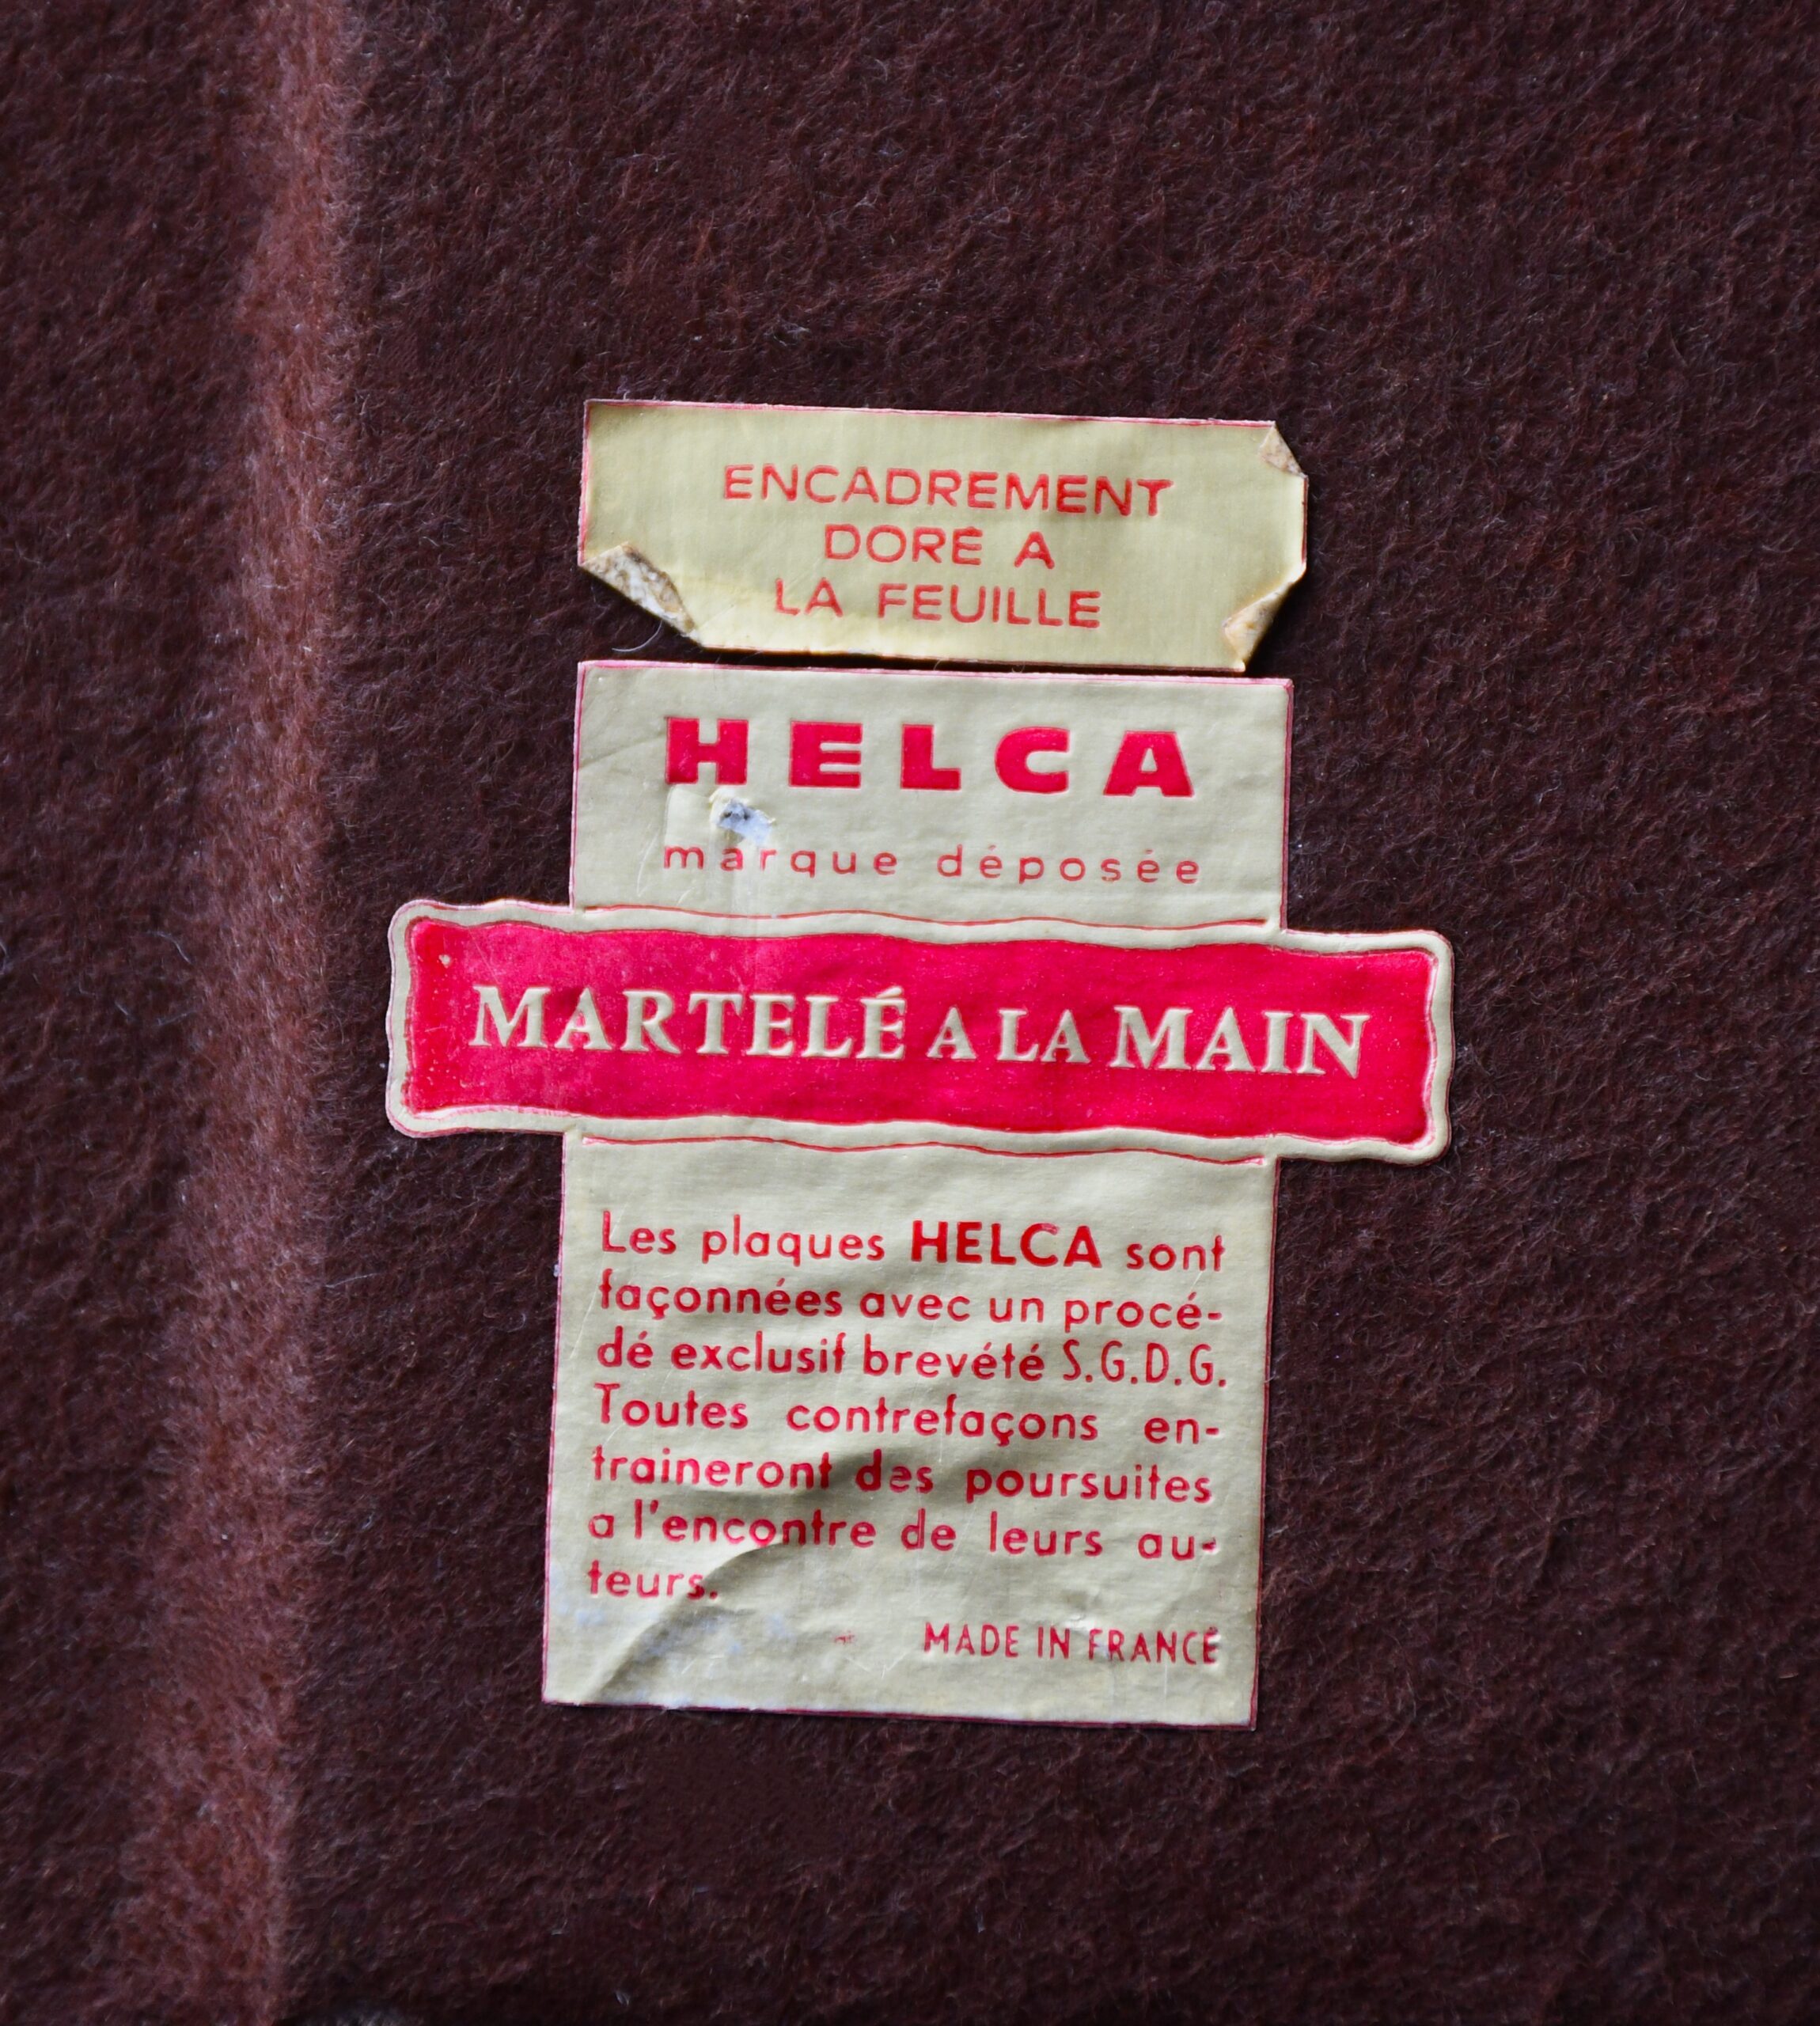 ENCADREMENT
DORÉ A
LA FEUILLE
HELCA
marque déposée
MARTELÉ A LA MAIN
Les plaques HELCA sont
façonnées avec un procé-
dé exclusif brevété S.G.D.G.
Toutes contrefaçons en-
traineront des poursuites
a l'encontre de leurs au-
teurs.
MADE IN FRANCE